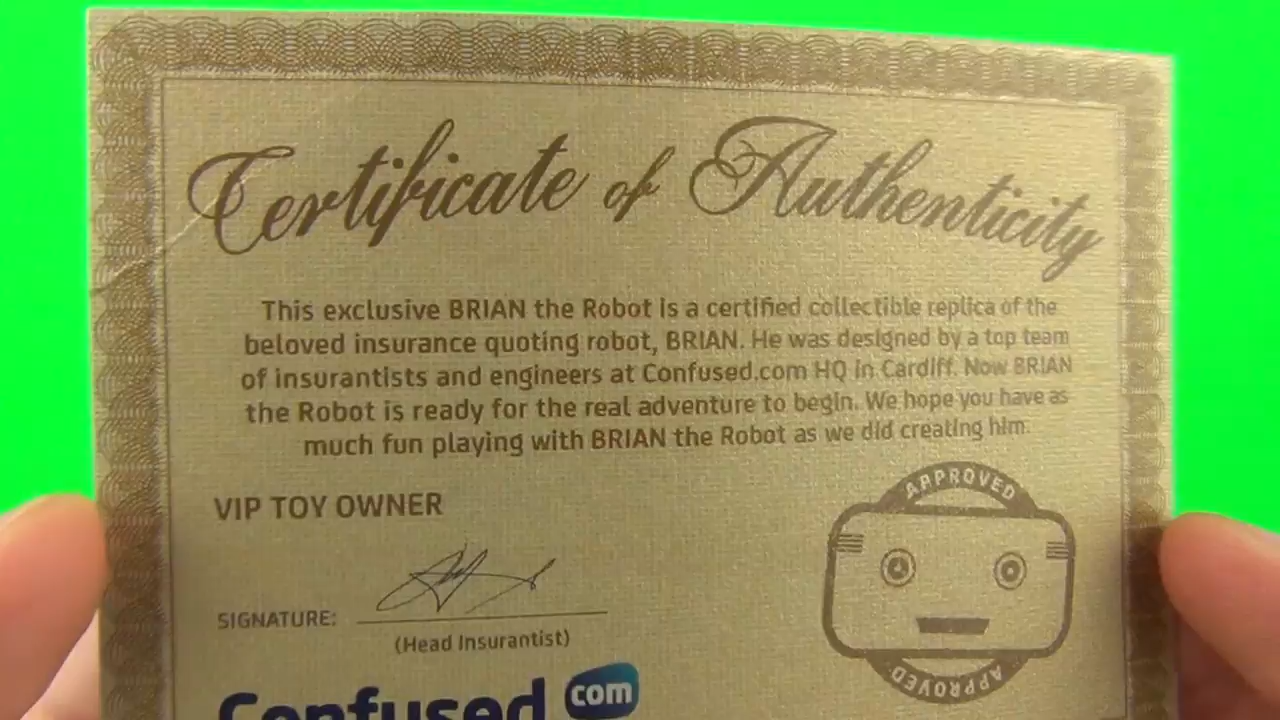 Certificate of Authenticity
This exclusive BRIAN the Robot is a certified collectible replica of the
beloved insurance quoting robot, BRIAN. He was designed by a top team
of insurantists and engineers at Confused.com HQ in Cardiff. Now BRIAN
the Robot is ready for the real adventure to begin. We hope you have as
much fun playing with BRIAN the Robot as we did creating him.
VIP TOY OWNER
APPROVED
SIGNATURE:
(Head Insurantist)
APPROVED
Confused com